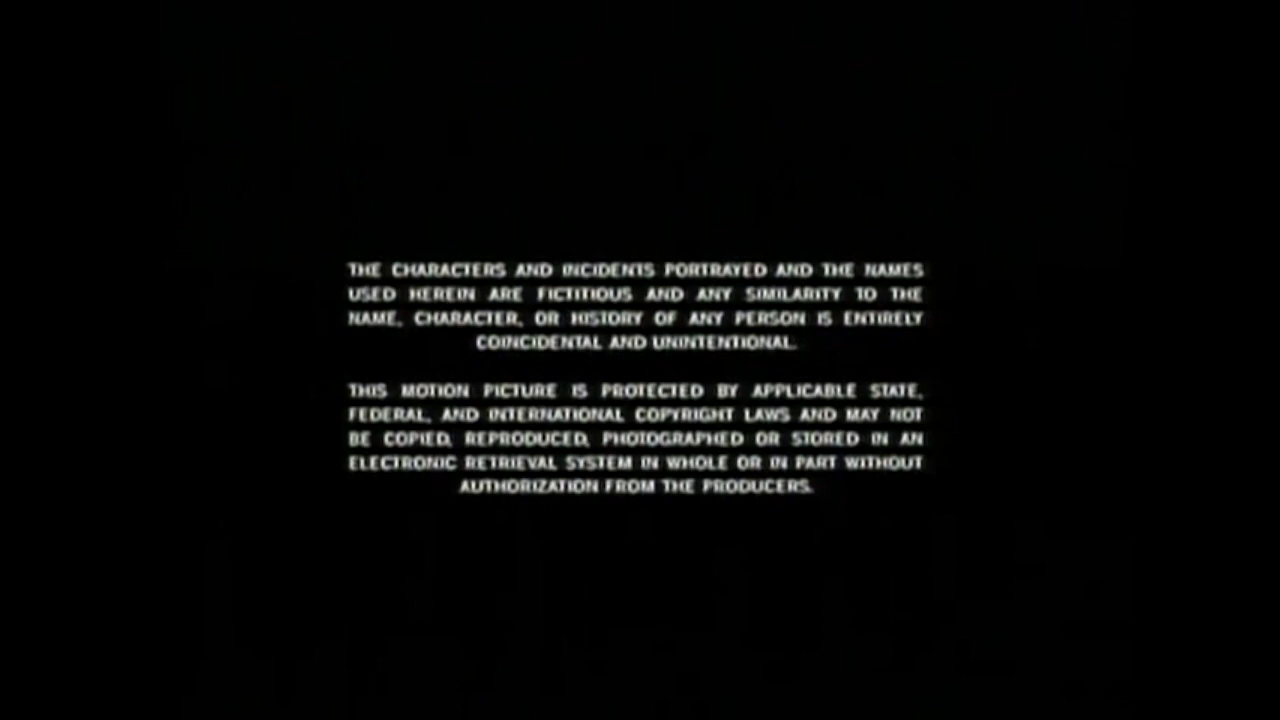 THE CHARACTERS AND INCIDENTS PORTRAYED AND THE NAMES
USED HEREIN ARE FICTITIOUS AND ANY SIMILARITY TO THE
NAME, CHARACTER, OR HISTORY OF ANY PERSON IS ENTIRELY
COINCIDENTAL AND UNINTENTIONAL.
THIS MOTION PICTURE IS PROTECTED BY APPLICABLE STATE,
FEDERAL, AND INTERNATIONAL COPYRIGHT LAWS AND MAY NOT
BE COPIED, REPRODUCED, PHOTOGRAPHED OR STORED IN AN
ELECTRONIC RETRIEVAL SYSTEM IN WHOLE OR IN PART WITHOUT
AUTHORIZATION FROM THE PRODUCERS.